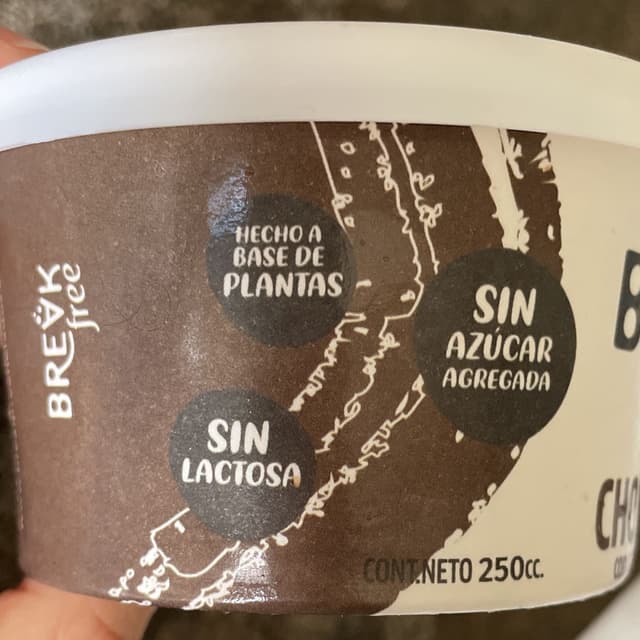 BREAK
free
HECHO A
BASE DE
PLANTAS
SIN
LACTOSA
SIN
AZÚCAR
AGREGADA
CONT.NETO 250CC.